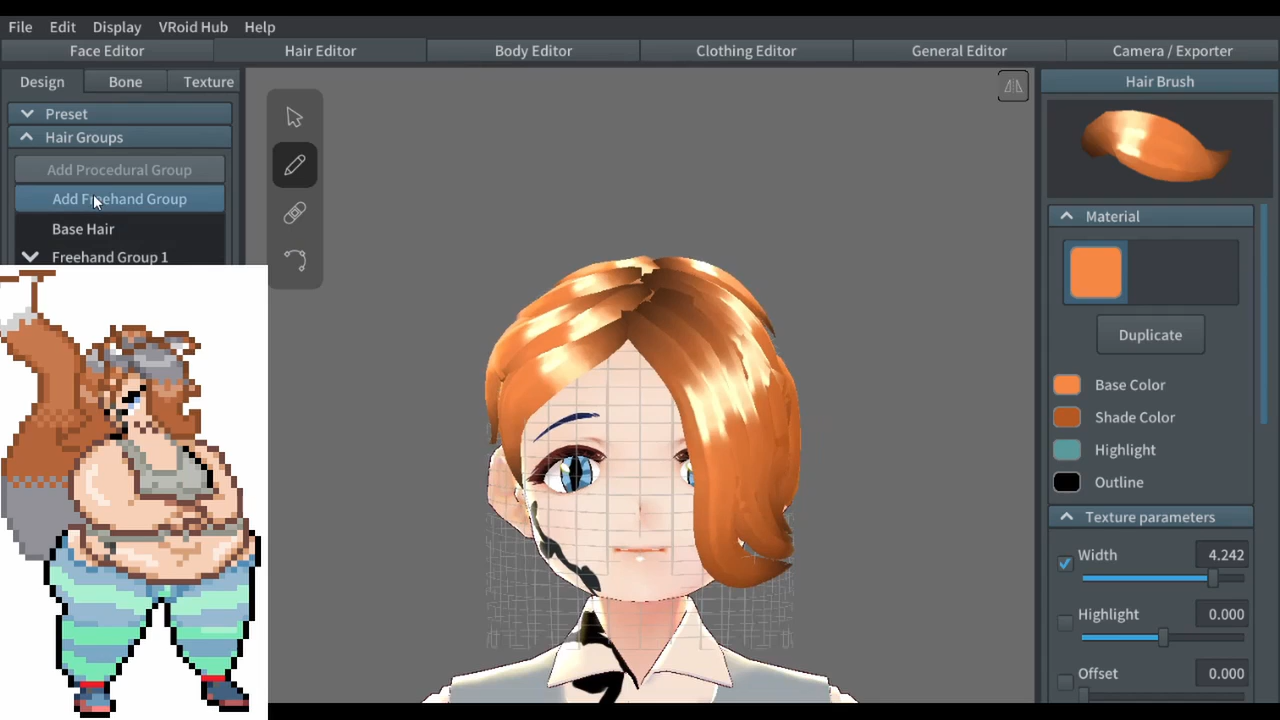 File Edit Display VRoid Hub Help
Face Editor Hair Editor Body Editor Clothing Editor General Editor Camera / Exporter
Design Bone Texture
Preset
Hair Groups
Add Procedural Group
Add Freehand Group
Base Hair
Freehand Group 1
Hair Brush
Material
Duplicate
Base Color
Shade Color
Highlight
Outline
Texture parameters
Width 4.242
Highlight 0.000
Offset 0.000